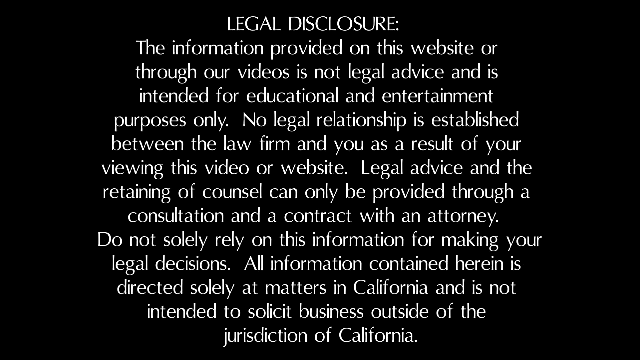 LEGAL DISCLOSURE:
The information provided on this website or
through our videos is not legal advice and is
intended for educational and entertainment
purposes only.  No legal relationship is established
between the law firm and you as a result of your
viewing this video or website.  Legal advice and the
retaining of counsel can only be provided through a
consultation and a contract with an attorney.
Do not solely rely on this information for making your
legal decisions.  All information contained herein is
directed solely at matters in California and is not
intended to solicit business outside of the
jurisdiction of California.